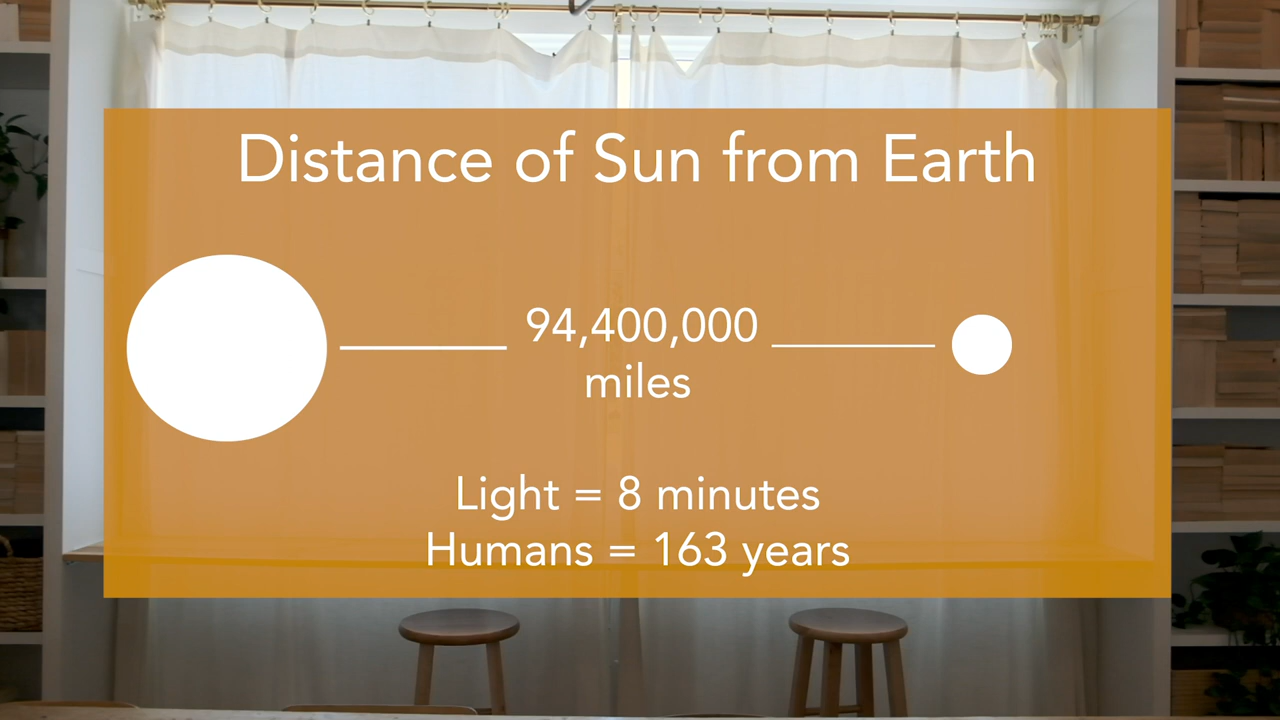 Distance of Sun from Earth
94,400,000
miles
Light = 8 minutes
Humans = 163 years